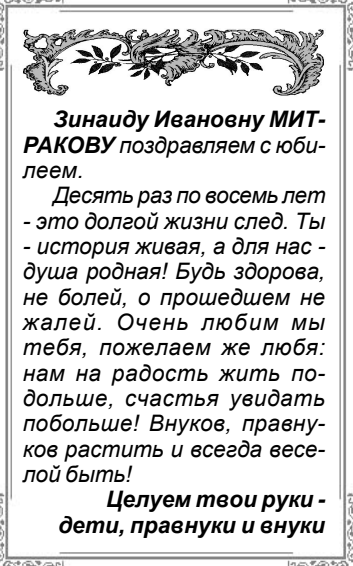 Зинаиду Ивановну МИТ-
РАКОВУ поздравляем с юби-
леем.
Десять раз по восемь лет
- это долгой жизни след. Ты
- история живая, а для нас -
душа родная! Будь здорова,
не болей, о прошедшем не
жалей. Очень любим мы
тебя, пожелаем же любя:
нам на радость жить по-
дольше, счастья увидать
побольше! Внуков, правну-
ков растить и всегда весе-
лой быть!
Целуем твои руки -
дети, правнуки и внуки